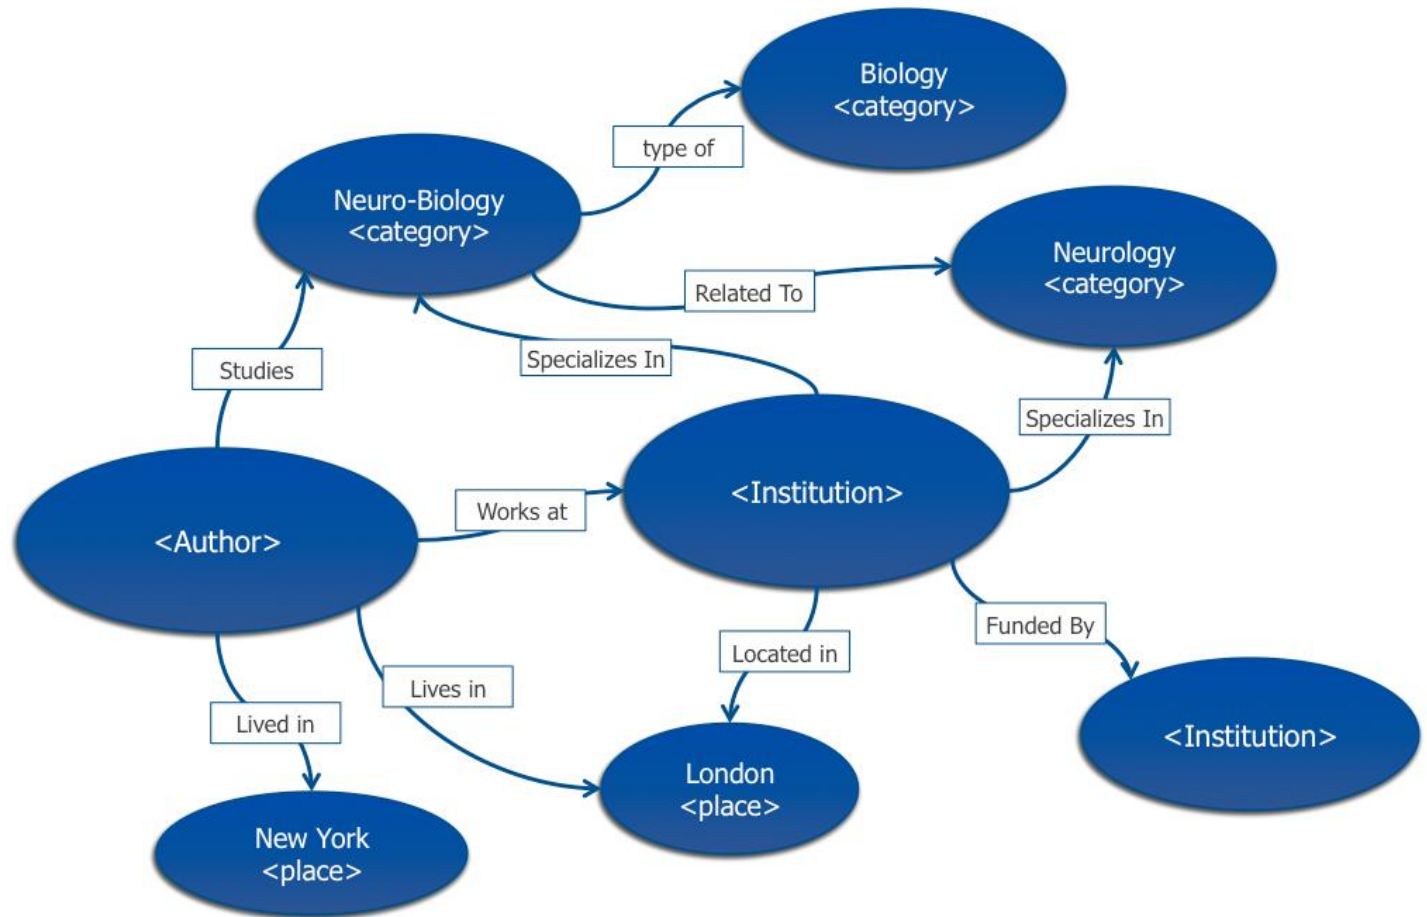 Biology
<category>
type of
Neuro-Biology
<category>
Neurology
<category>
Related To
Specializes In
Studies
Specializes In
<Institution>
Works at
<Author>
Funded By
Located in
Lives in
Lived in
<Institution>
London
<place>
New York
<place>